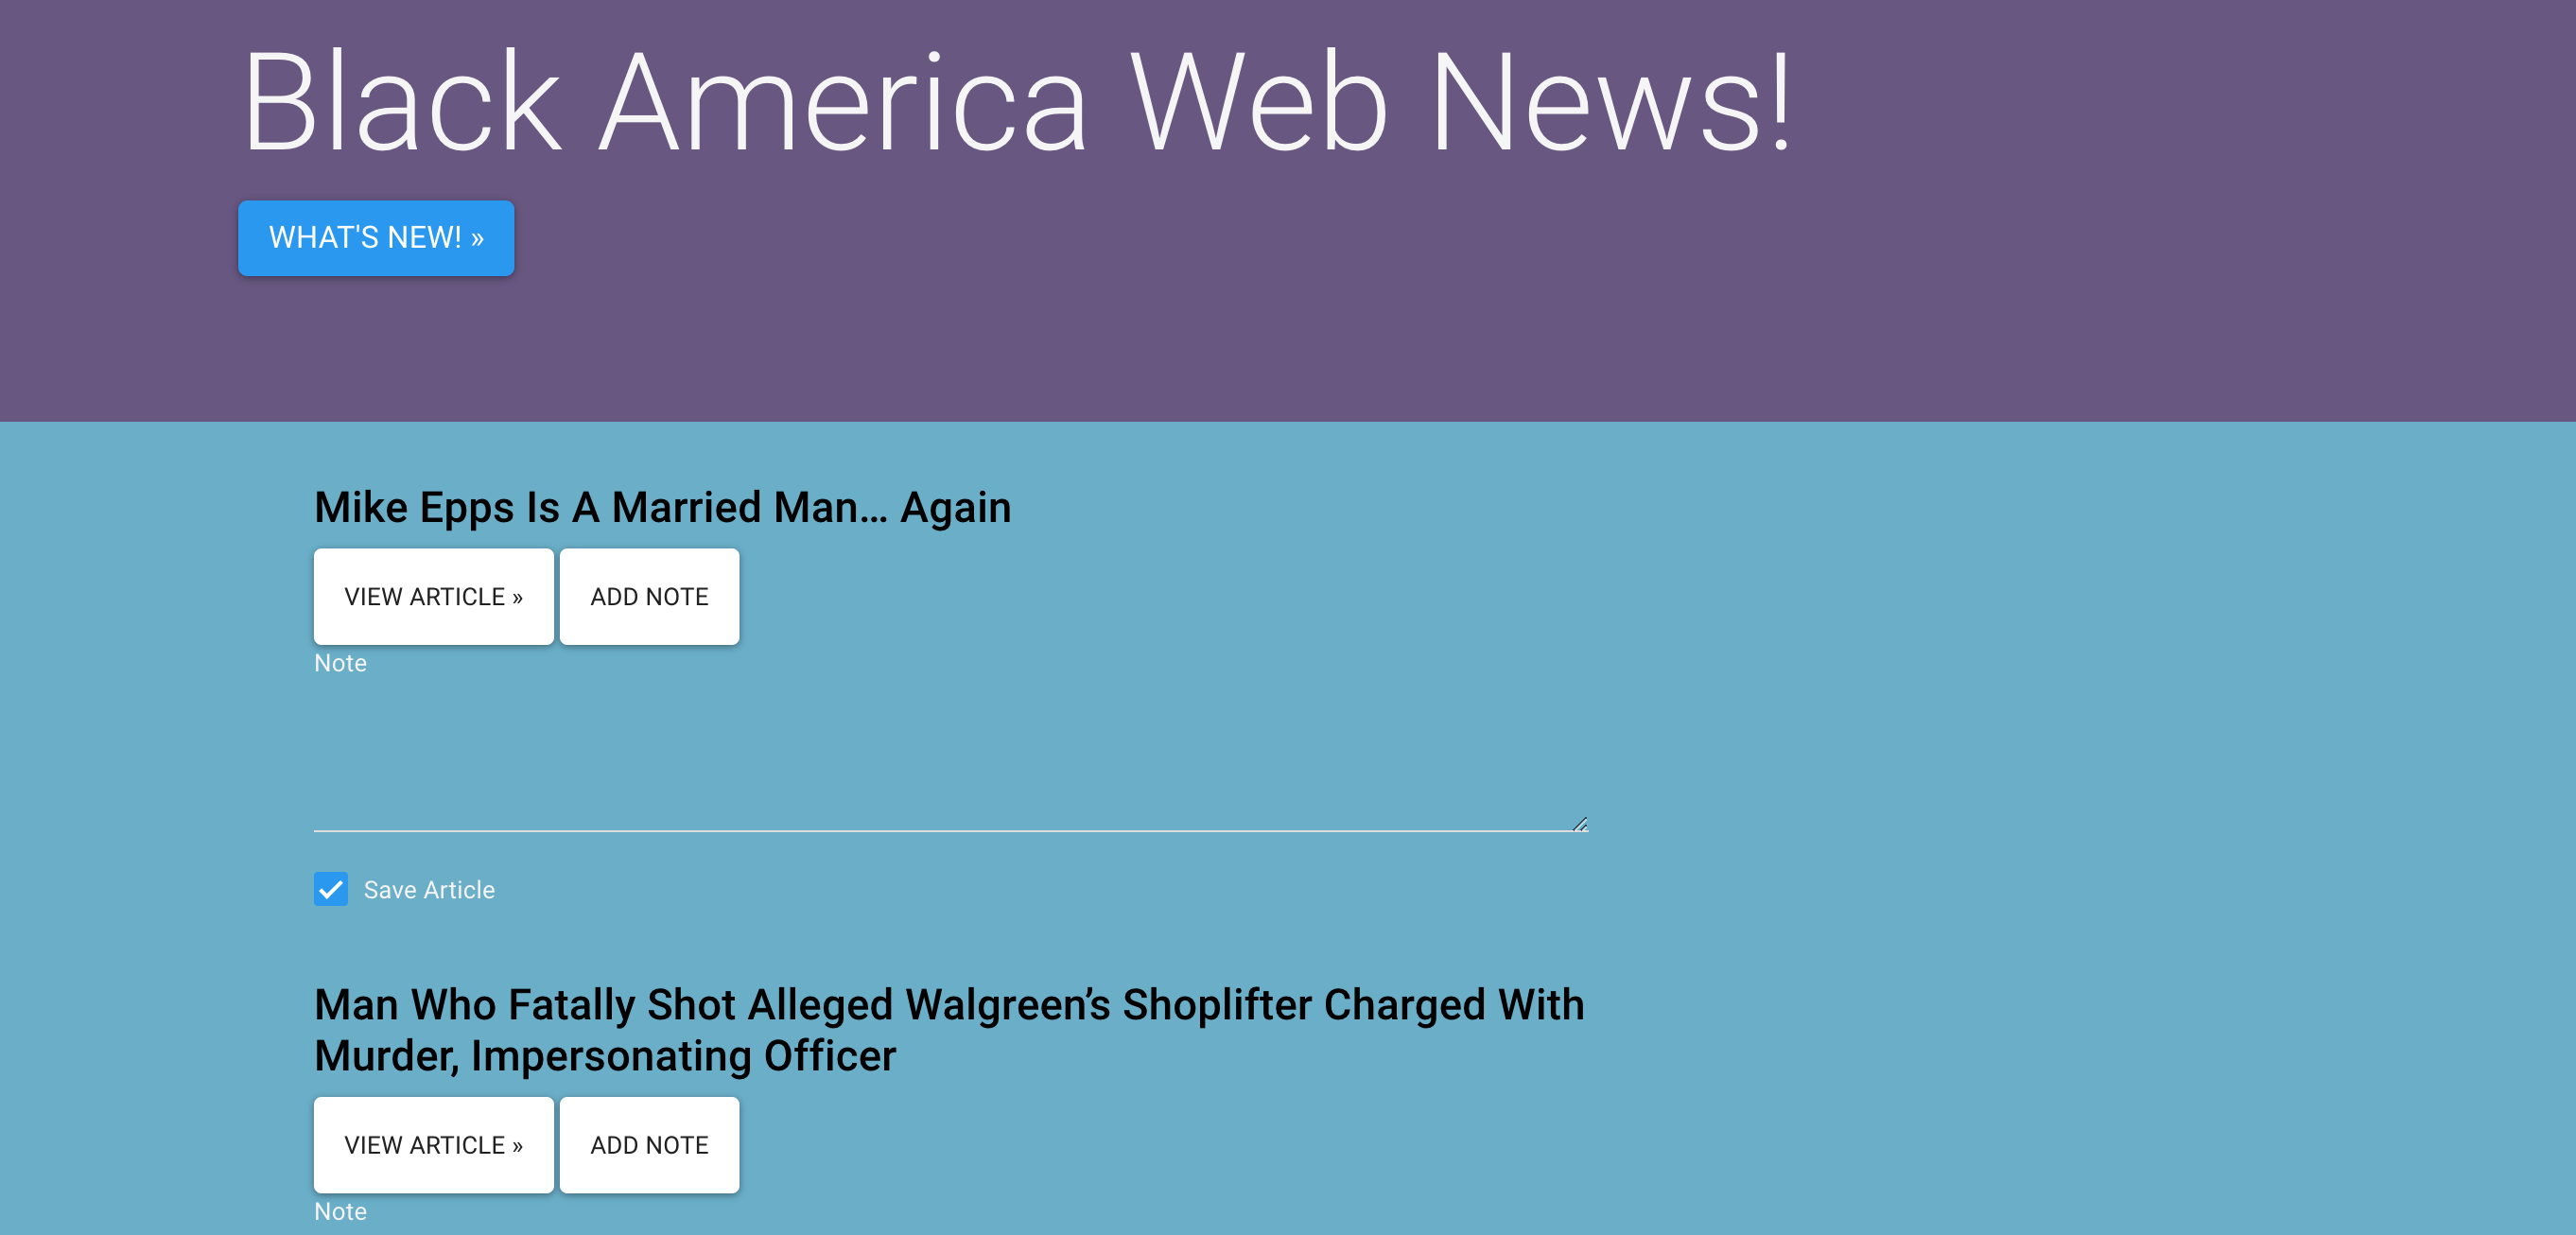 Black America Web News!
WHAT'S NEW! »
Mike Epps Is A Married Man… Again
VIEW ARTICLE » ADD NOTE
Note
Save Article
Man Who Fatally Shot Alleged Walgreen’s Shoplifter Charged With
Murder, Impersonating Officer
VIEW ARTICLE » ADD NOTE
Note